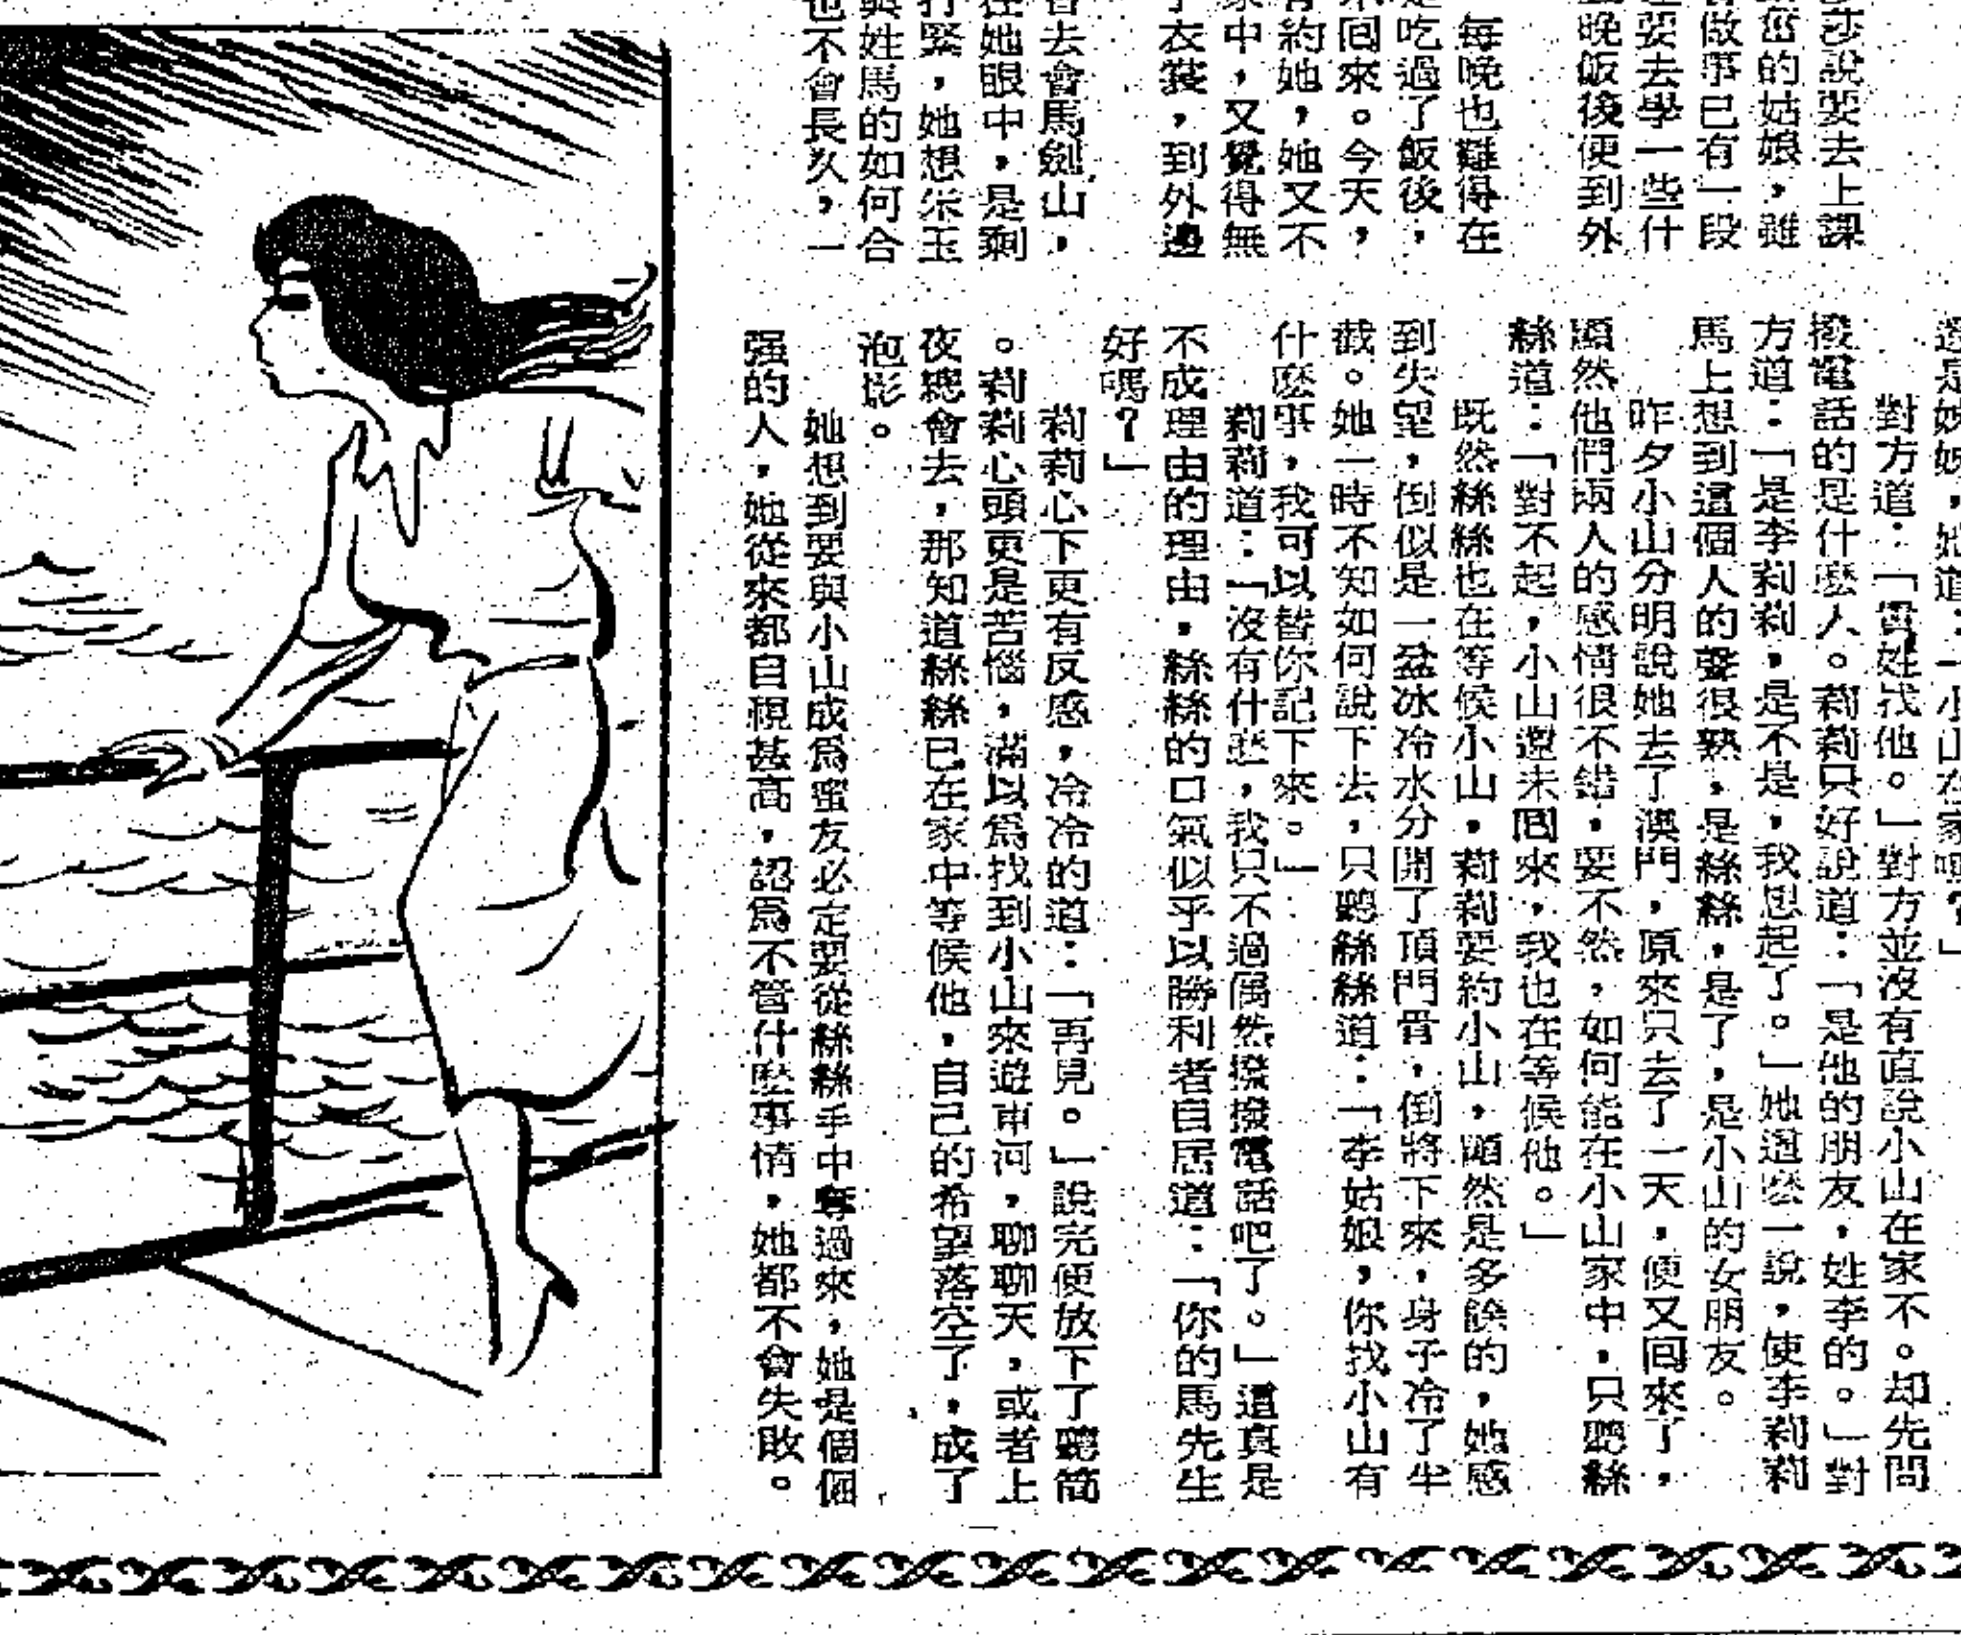 莎說要去上課
的姑娘，雖
做事已有一段
要去學一些什
晚飯後便到外
每晚也難得在
是吃過了飯後，
來回來。今天，
有約她，她又不
家中，又覺得無
衣裳，到外邊
去會馬劍山，
在她眼中，是剩
打緊，她想朱玉
與姓馬的如何合
也不會長久，一
還是姊姊，她道：「小山在家嗎？」
對方道：「雷姓找他。」對方並沒有直說小山在家不。却先問
撥電話的是什麼人。莉莉只好說道：「是他的朋友，姓李的。」對
方道：「是李莉莉，是不是，我想起了。」她這麼一說，使李莉莉
馬上想到這個人的聲很熟，是絲絲，是了，是小山的女朋友。
昨夕小山分明說她去了澳門，原來只去了一天，便又回來了，
顯然他們兩人的感情很不錯，要不然，如何能在小山家中，只聽絲
絲道：「對不起，小山還未回來，我也在等候他。」
既然絲絲也在等候小山，莉莉要約小山，顯然是多餘的，她感
到失望，倒似是一盆冰冷水分開了頂門骨，倒將下來，身子冷了半
截。她一時不知如何說下去，只聽絲絲道：「李姑娘，你找小山有
什麼事，我可以替你記下來。」
莉莉道：「沒有什麼，我只不過偶然撥撥電話吧了。」這真是
不成理由的理由，絲絲的口氣似乎以勝利者自居道：「你的馬先生
好嗎？」
莉莉心下更有反感，冷冷的道：「再見。」說完便放下了聽筒
。莉莉心頭更是苦惱，滿以爲找到小山來遊車河，聊聊天，或者上
夜總會去，那知道絲絲已在家中等候他，自己的希望落空了，成了
泡影。
她想到要與小山成爲蜜友必定要從絲絲手中奪過來，她是個倔
强的人，她從來都自視甚高，認爲不管什麼事情，她都不會失敗。